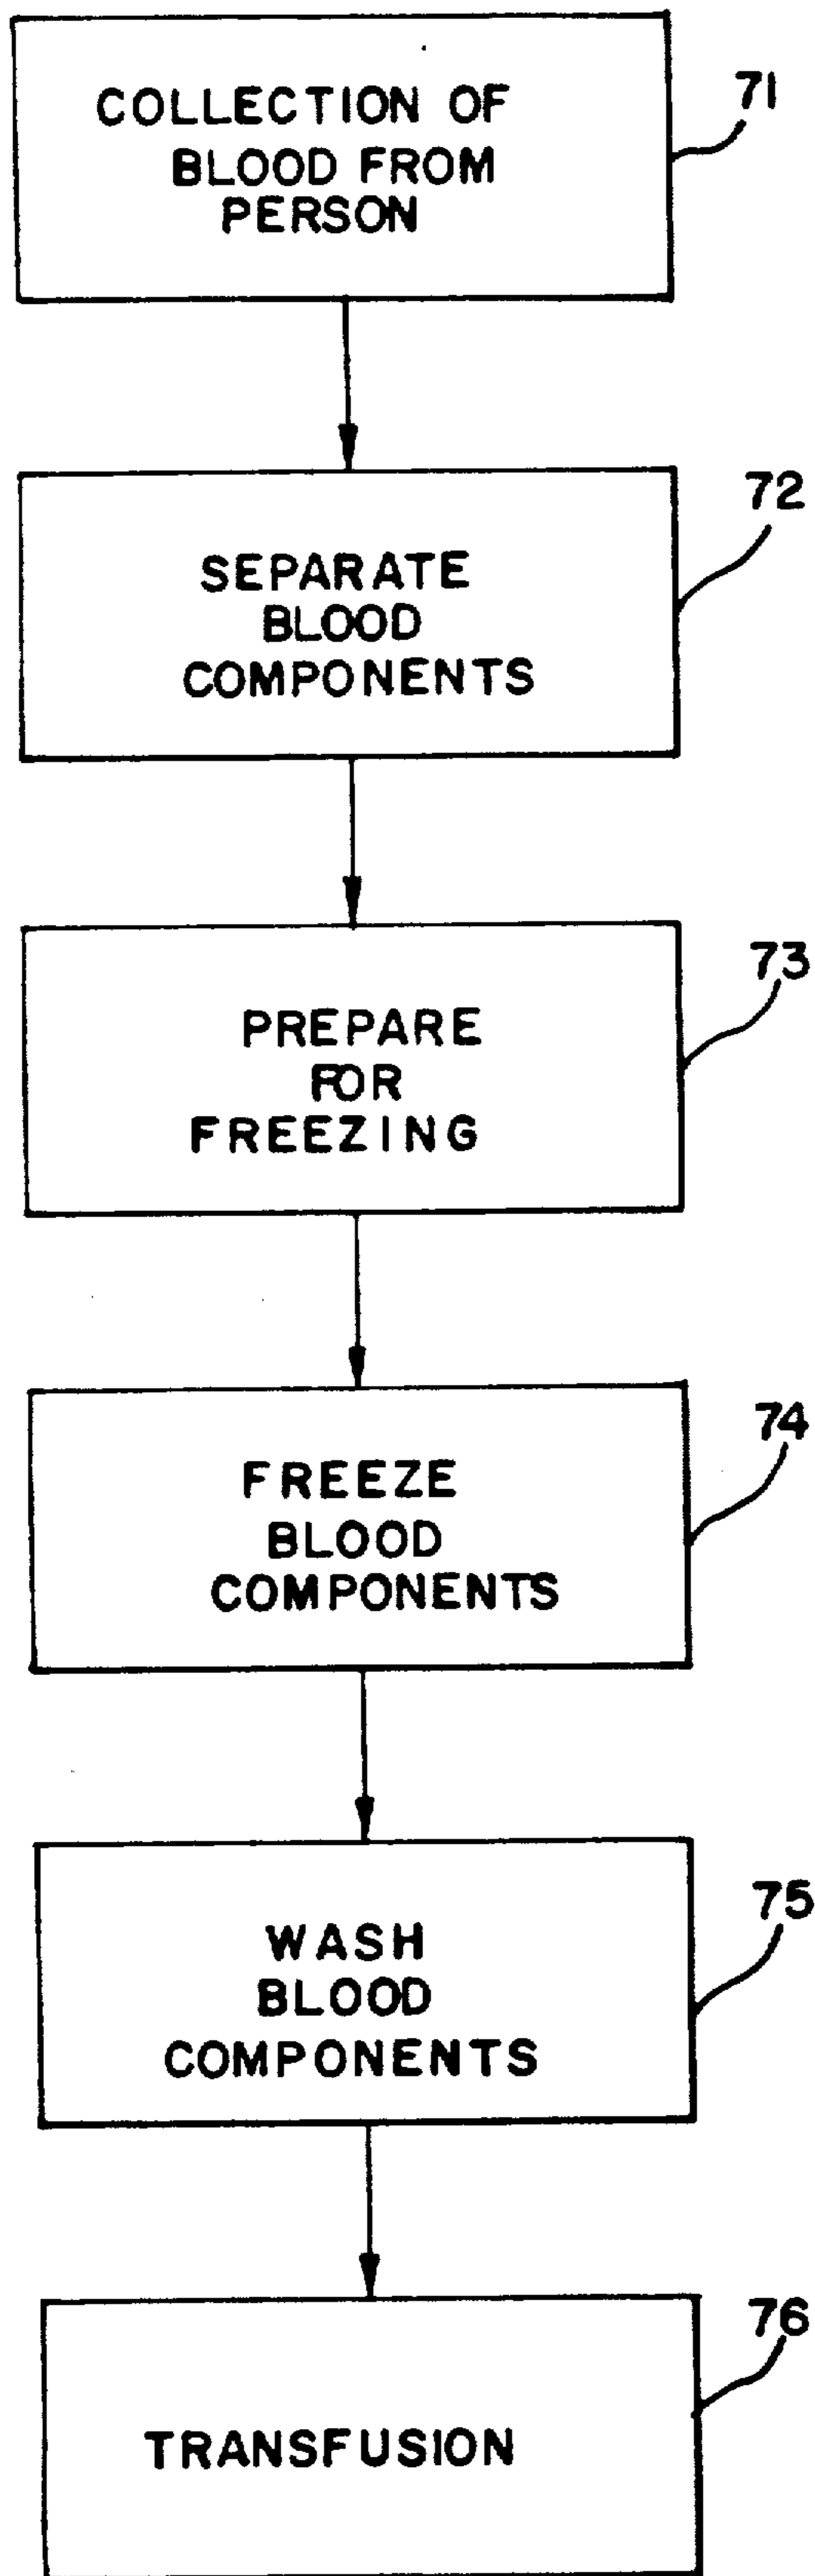 COLLECTION OF
BLOOD FROM
PERSON
71
SEPARATE
BLOOD
COMPONENTS
72
PREPARE
FOR
FREEZING
73
FREEZE
BLOOD
COMPONENTS
74
WASH
BLOOD
COMPONENTS
75
TRANSFUSION
76